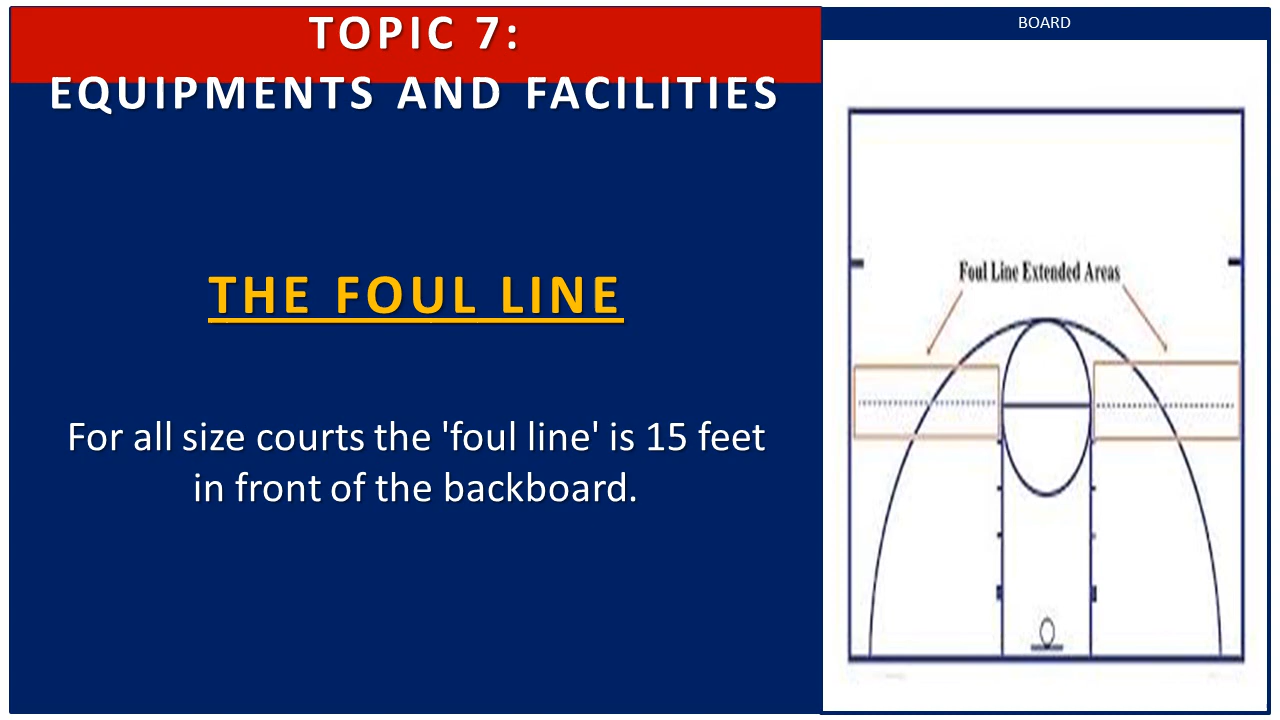 TOPIC 7:
EQUIPMENTS AND FACILITIES
THE FOUL LINE
For all size courts the 'foul line' is 15 feet
in front of the backboard.
BOARD
Foul Line Extended Areas